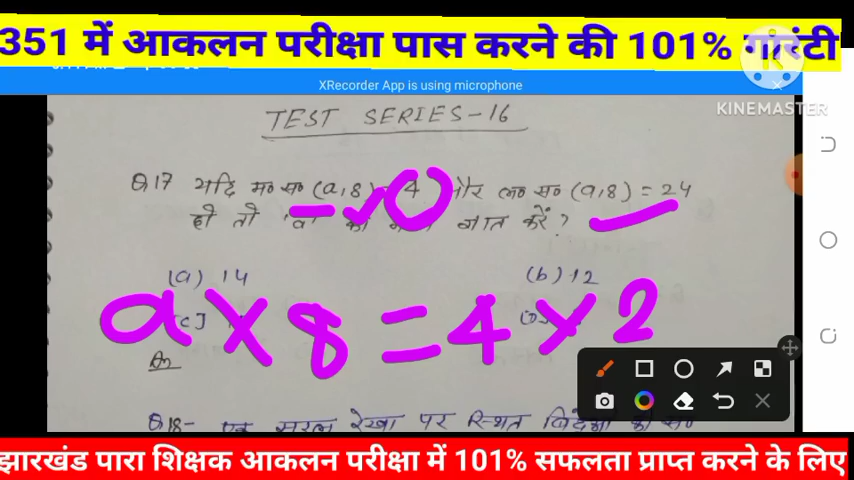 351 में आकलन परीक्षा पास करने की 101% गारंटी
XRecorder App is using microphone
KINEMASTER
TEST SERIES-16
Q17 यदि म० स० (a,8) 4 और ल० स० (a,8) = 24
हो तो 'a' का ज्ञात करें?
(a) 14
(b) 12
a × 8 = 4 × 2
Q18- एक सरल रेखा पर स्थित
झारखंड पारा शिक्षक आकलन परीक्षा में 101% सफलता प्राप्त करने के लिए